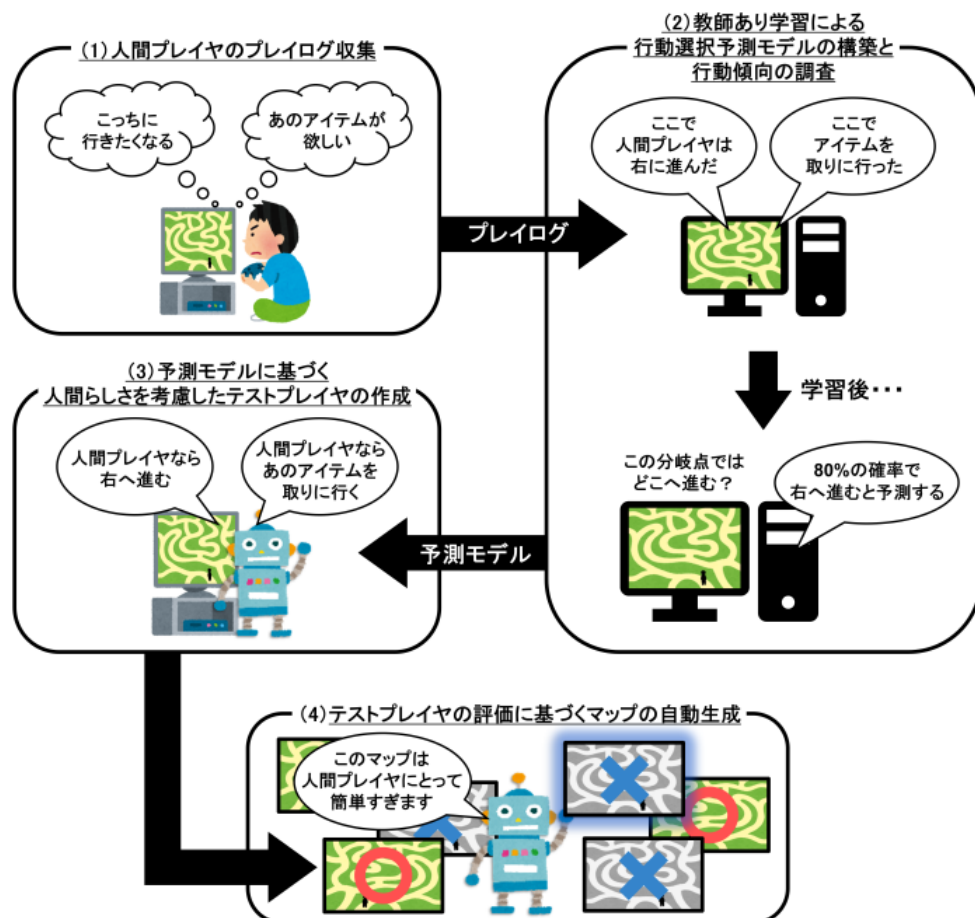 (1)人間プレイヤのプレイログ収集
こっちに
行きたくなる
あのアイテムが
欲しい
プレイログ
(2)教師あり学習による
行動選択予測モデルの構築と
行動傾向の調査
ここで
人間プレイヤは
右に進んだ
ここで
アイテムを
取りに行った
学習後・・・
この分岐点では
どこへ進む?
80%の確率で
右へ進むと予測する
予測モデル
(3)予測モデルに基づく
人間らしさを考慮したテストプレイヤの作成
人間プレイヤなら
右へ進む
人間プレイヤなら
あのアイテムを
取りに行く
(4)テストプレイヤの評価に基づくマップの自動生成
このマップは
人間プレイヤにとって
簡単すぎます